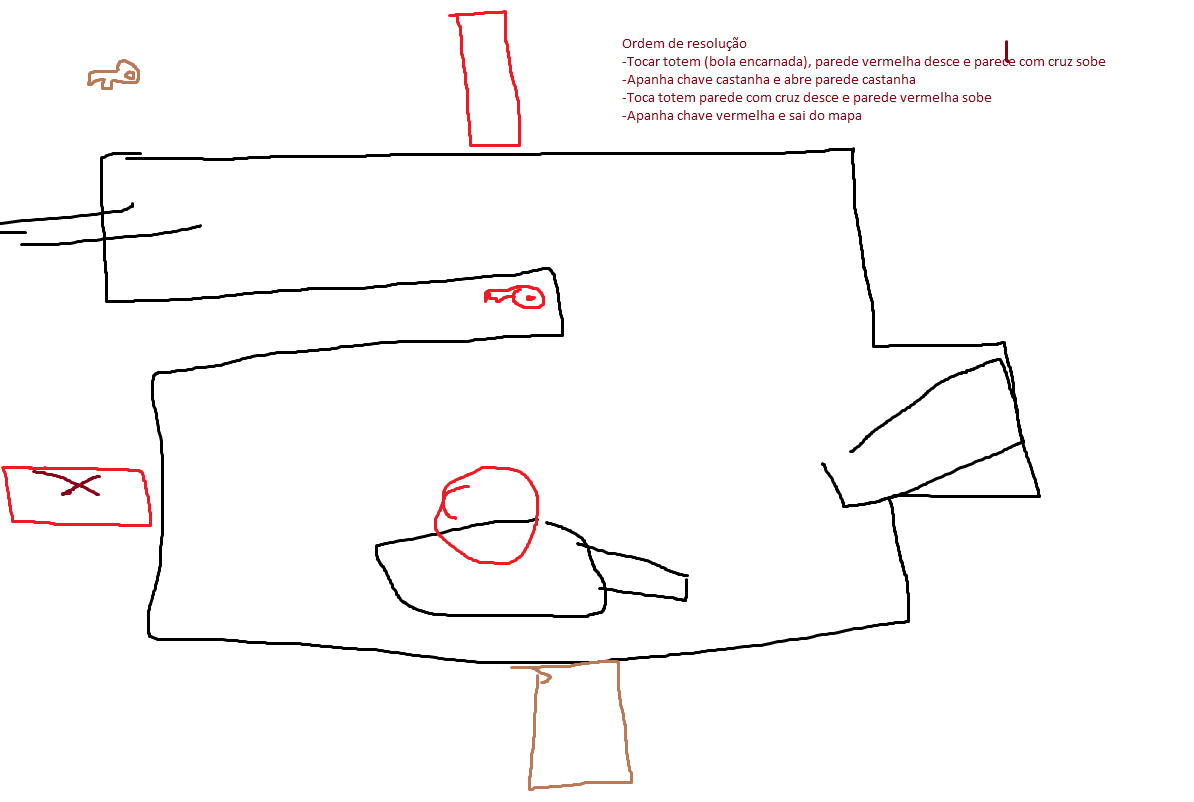 Ordem de resolução
-Tocar totem (bola encarnada), parede vermelha desce e parede com cruz sobe
-Apanha chave castanha e abre parede castanha
-Toca totem parede com cruz desce e parede vermelha sobe
-Apanha chave vermelha e sai do mapa